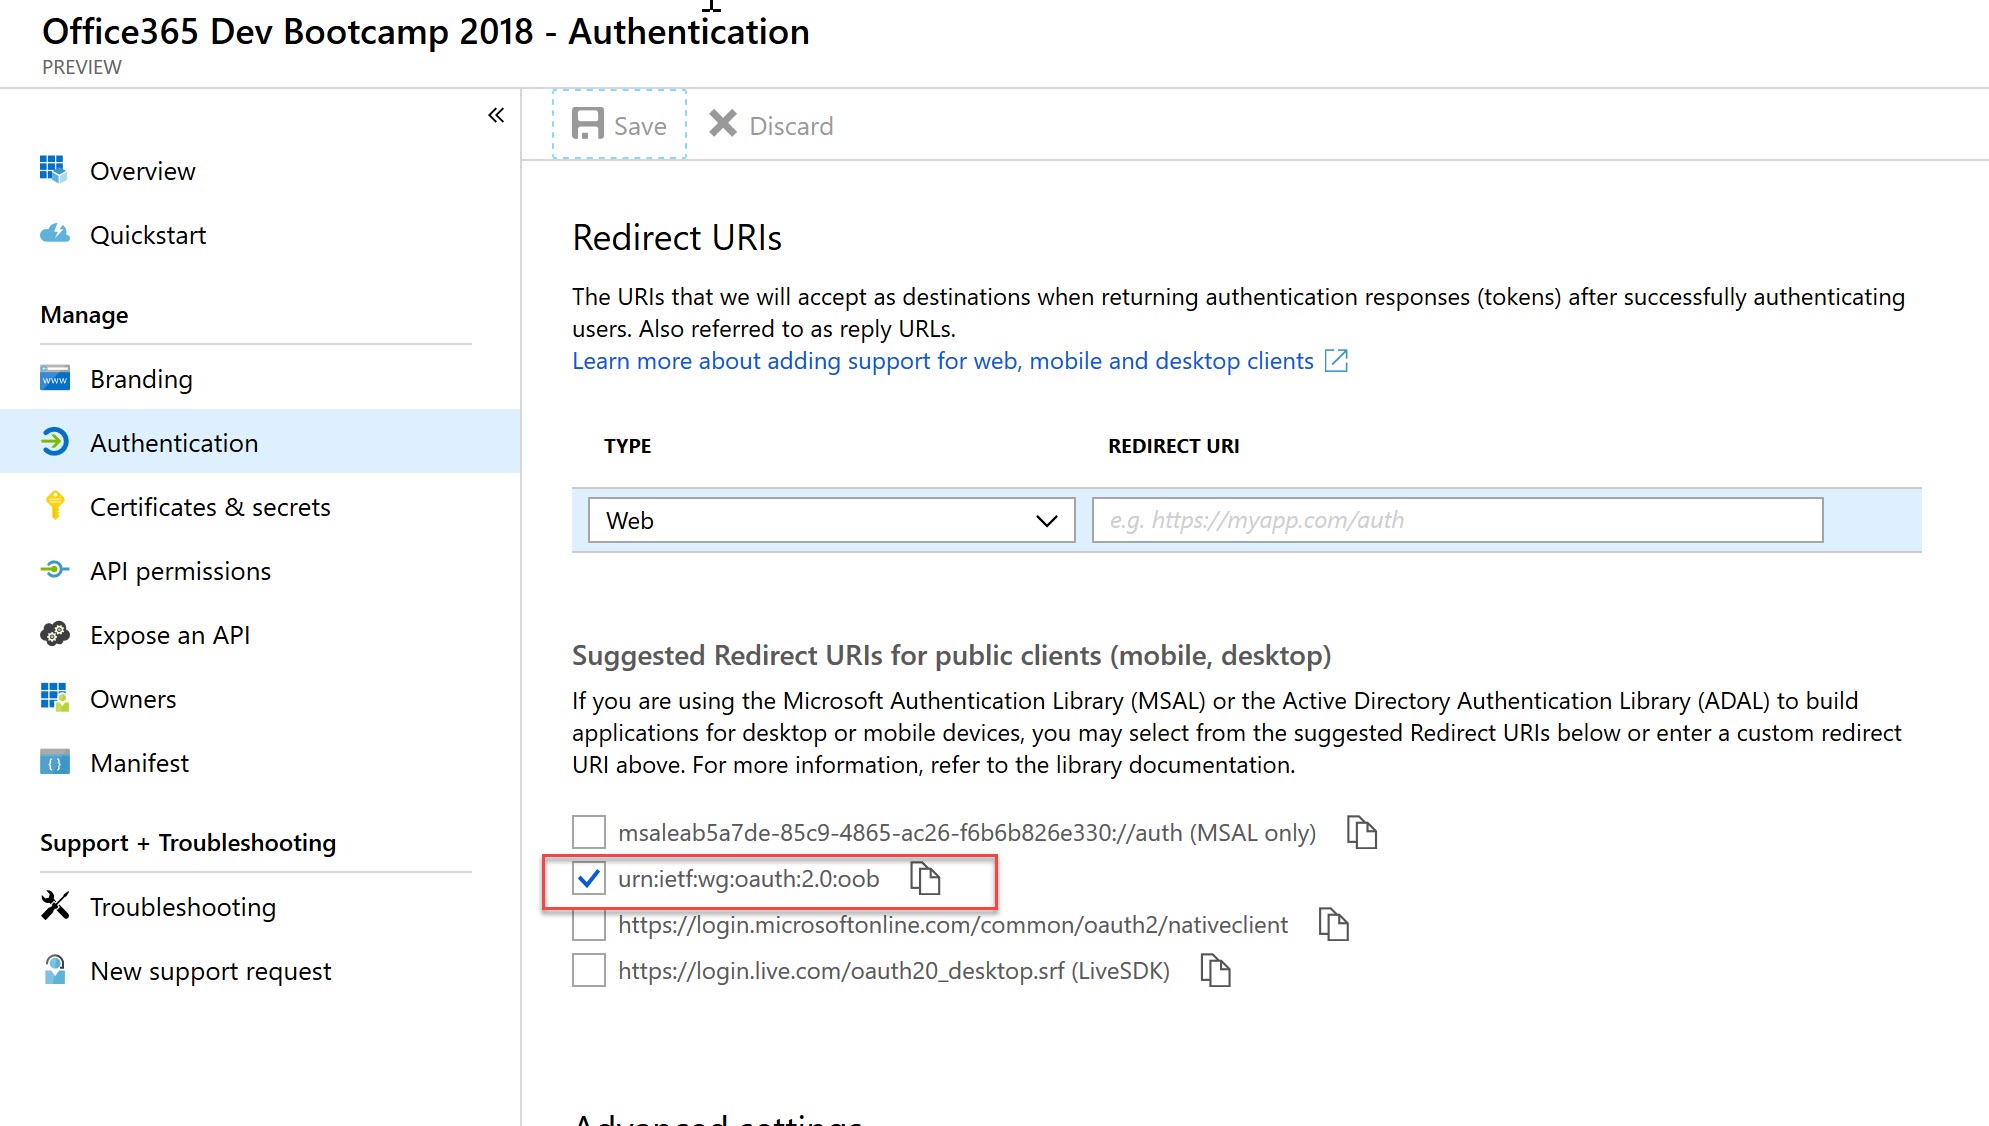 Office365 Dev Bootcamp 2018 - Authentication
PREVIEW
«
Overview
Quickstart
Manage
www
Branding
Authentication
Certificates & secrets
API permissions
Expose an API
Owners
Manifest
Support + Troubleshooting
Troubleshooting
New support request
Save
Discard
Redirect URIs
The URIs that we will accept as destinations when returning authentication responses (tokens) after successfully authenticating
users. Also referred to as reply URLs.
Learn more about adding support for web, mobile and desktop clients
TYPE
REDIRECT URI
Web
e.g. https://myapp.com/auth
Suggested Redirect URIs for public clients (mobile, desktop)
If you are using the Microsoft Authentication Library (MSAL) or the Active Directory Authentication Library (ADAL) to build
applications for desktop or mobile devices, you may select from the suggested Redirect URIs below or enter a custom redirect
URI above. For more information, refer to the library documentation.
msaleab5a7de-85c9-4865-ac26-f6b6b826e330://auth (MSAL only)
urn:ietf:wg:oauth:2.0:oob
https://login.microsoftonline.com/common/oauth2/nativeclient
https://login.live.com/oauth20_desktop.srf (LiveSDK)
Advanced settings